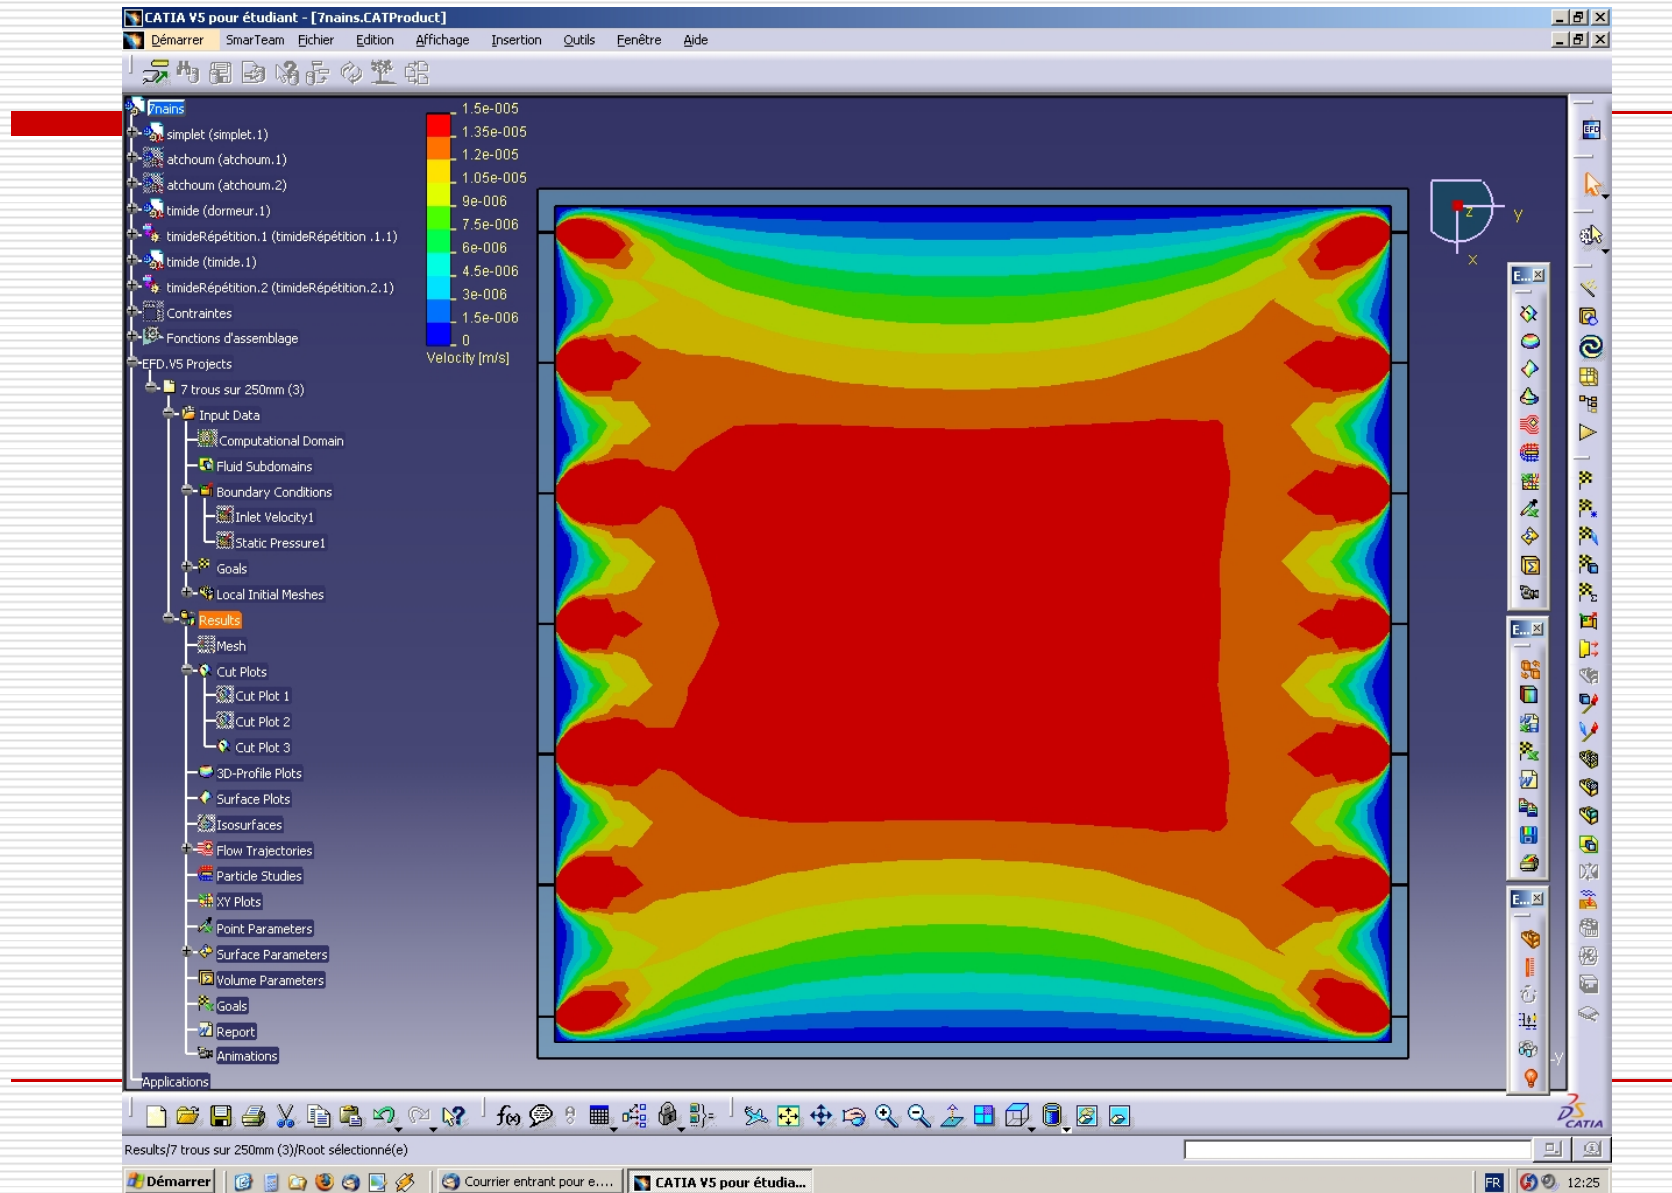 CATIA V5 pour étudiant - [7nains.CATProduct]
Démarrer SmarTeam Fichier Edition Affichage Insertion Outils Fenêtre Aide
7nains
simplet (simplet.1)
atchoum (atchoum.1)
atchoum (atchoum.2)
timide (dormeur.1)
timideRépétition.1 (timideRépétition .1.1)
timide (timide.1)
timideRépétition.2 (timideRépétition.2.1)
Contraintes
Fonctions d'assemblage
EFD.V5 Projects
7 trous sur 250mm (3)
Input Data
Computational Domain
Fluid Subdomains
Boundary Conditions
Inlet Velocity1
Static Pressure1
Goals
Local Initial Meshes
Results
Mesh
Cut Plots
Cut Plot 1
Cut Plot 2
Cut Plot 3
3D-Profile Plots
Surface Plots
Isosurfaces
Flow Trajectories
Particle Studies
XY Plots
Point Parameters
Surface Parameters
Volume Parameters
Goals
Report
Animations
Applications
1.5e-005
1.35e-005
1.2e-005
1.05e-005
9e-006
7.5e-006
6e-006
4.5e-006
3e-006
1.5e-006
0
Velocity [m/s]
z
y
x
EFD
E...
E...
E...
-y
f(x)
CATIA
Results/7 trous sur 250mm (3)/Root sélectionné(e)
Démarrer
Courrier entrant pour e....
CATIA V5 pour étudia...
FR
12:25